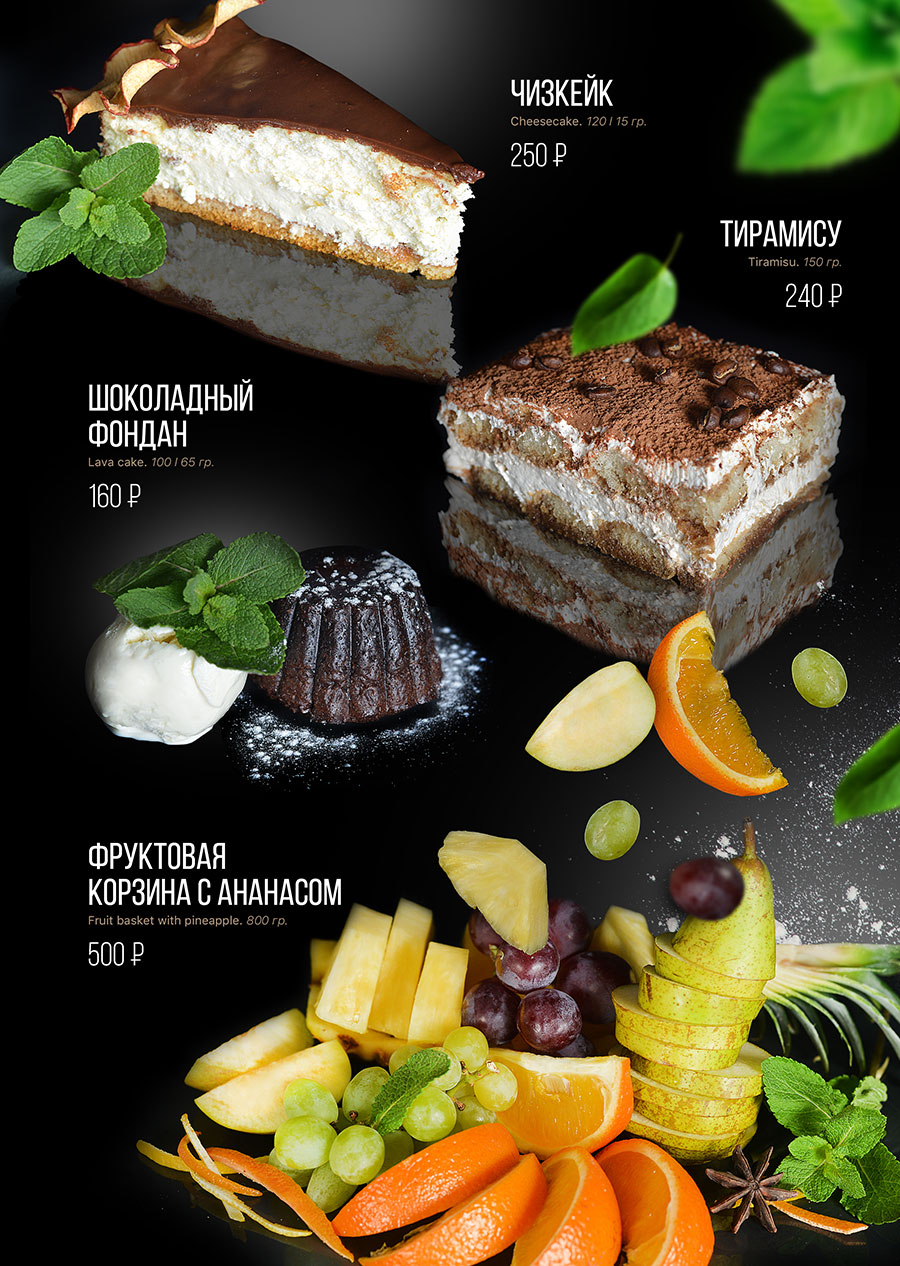 ЧИЗКЕЙК
Cheesecake. 120 | 15 гр.
250 ₽
ТИРАМИСУ
Tiramisu. 150 гр.
240 ₽
ШОКОЛАДНЫЙ
ФОНДАН
Lava cake. 100 | 65 гр.
160 ₽
ФРУКТОВАЯ
КОРЗИНА С АНАНАСОМ
Fruit basket with pineapple. 800 гр.
500 ₽